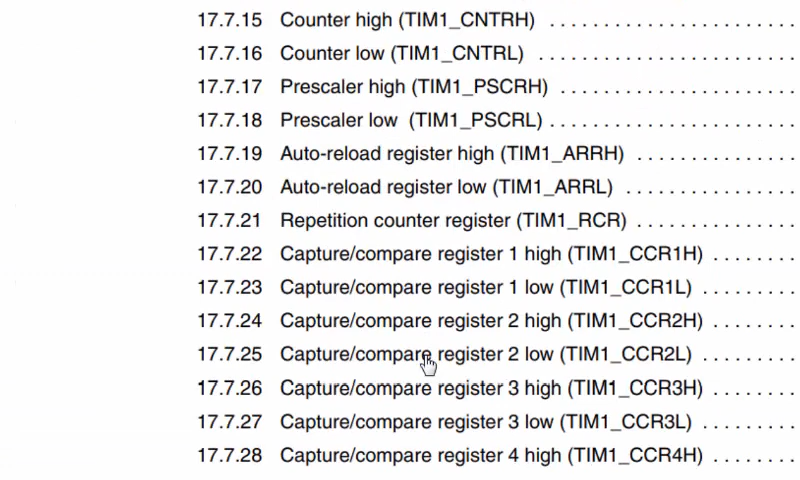 17.7.15 Counter high (TIM1_CNTRH) . . . . . . . . . . . . . . . . . . . . . .
17.7.16 Counter low (TIM1_CNTRL) . . . . . . . . . . . . . . . . . . . . . . .
17.7.17 Prescaler high (TIM1_PSCRH) . . . . . . . . . . . . . . . . . . . . .
17.7.18 Prescaler low (TIM1_PSCRL) . . . . . . . . . . . . . . . . . . . . .
17.7.19 Auto-reload register high (TIM1_ARRH) . . . . . . . . . . . . . .
17.7.20 Auto-reload register low (TIM1_ARRL) . . . . . . . . . . . . . . .
17.7.21 Repetition counter register (TIM1_RCR) . . . . . . . . . . . . . .
17.7.22 Capture/compare register 1 high (TIM1_CCR1H) . . . . . . .
17.7.23 Capture/compare register 1 low (TIM1_CCR1L) . . . . . . . .
17.7.24 Capture/compare register 2 high (TIM1_CCR2H) . . . . . . .
17.7.25 Capture/compare register 2 low (TIM1_CCR2L) . . . . . . . .
17.7.26 Capture/compare register 3 high (TIM1_CCR3H) . . . . . . .
17.7.27 Capture/compare register 3 low (TIM1_CCR3L) . . . . . . . .
17.7.28 Capture/compare register 4 high (TIM1_CCR4H) . . . . . . .